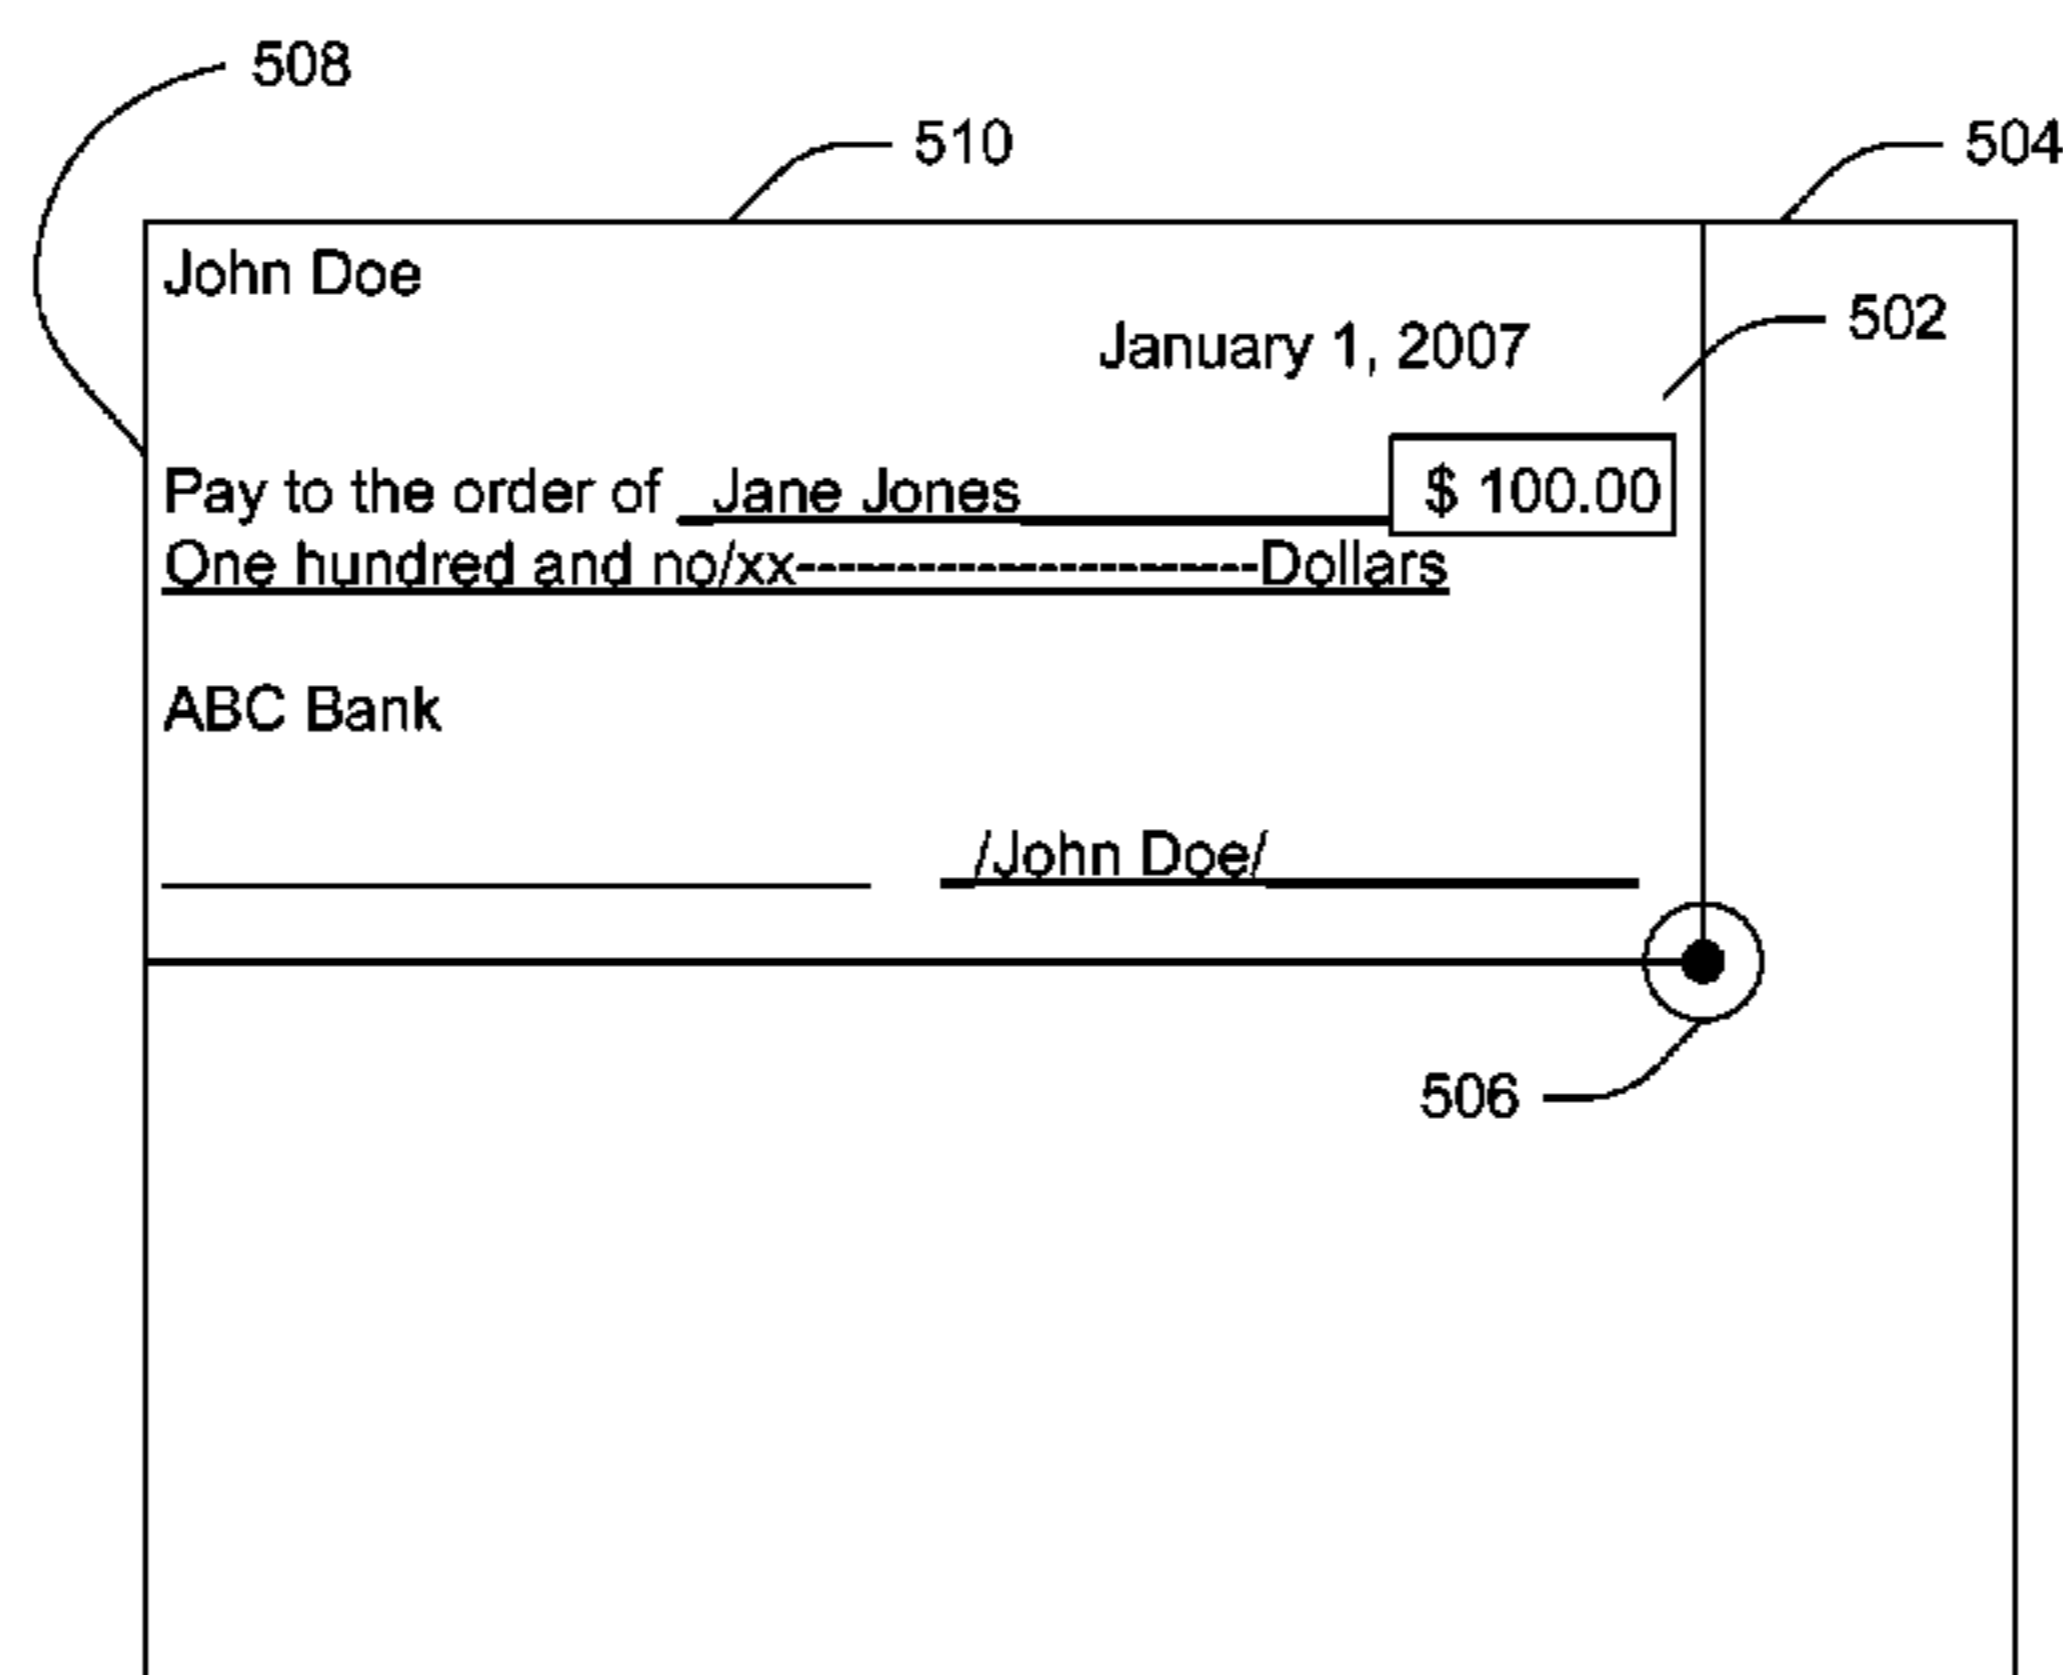 508
510
504
John Doe
502
January 1, 2007
Pay to the order of Jane Jones $ 100.00
One hundred and no/xx-----------------------Dollars
ABC Bank
/John Doe/
506